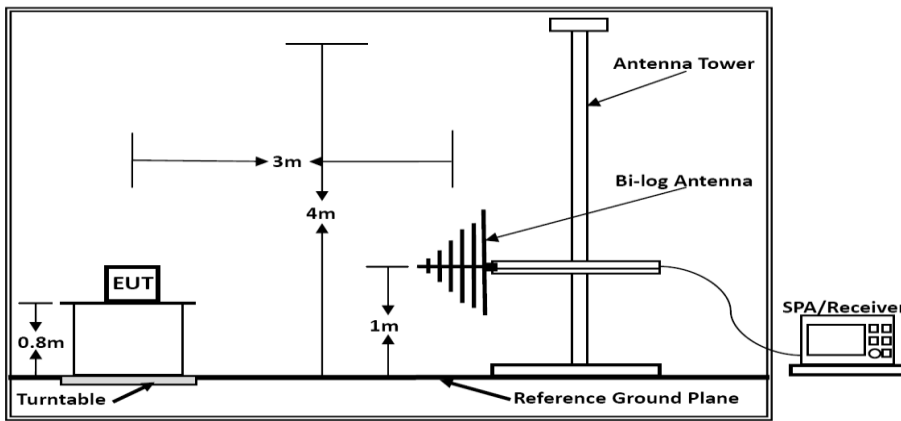 Antenna Tower
3m
Bi-log Antenna
4m
EUT
SPA/Receiver
1m
0.8m
Turntable
Reference Ground Plane